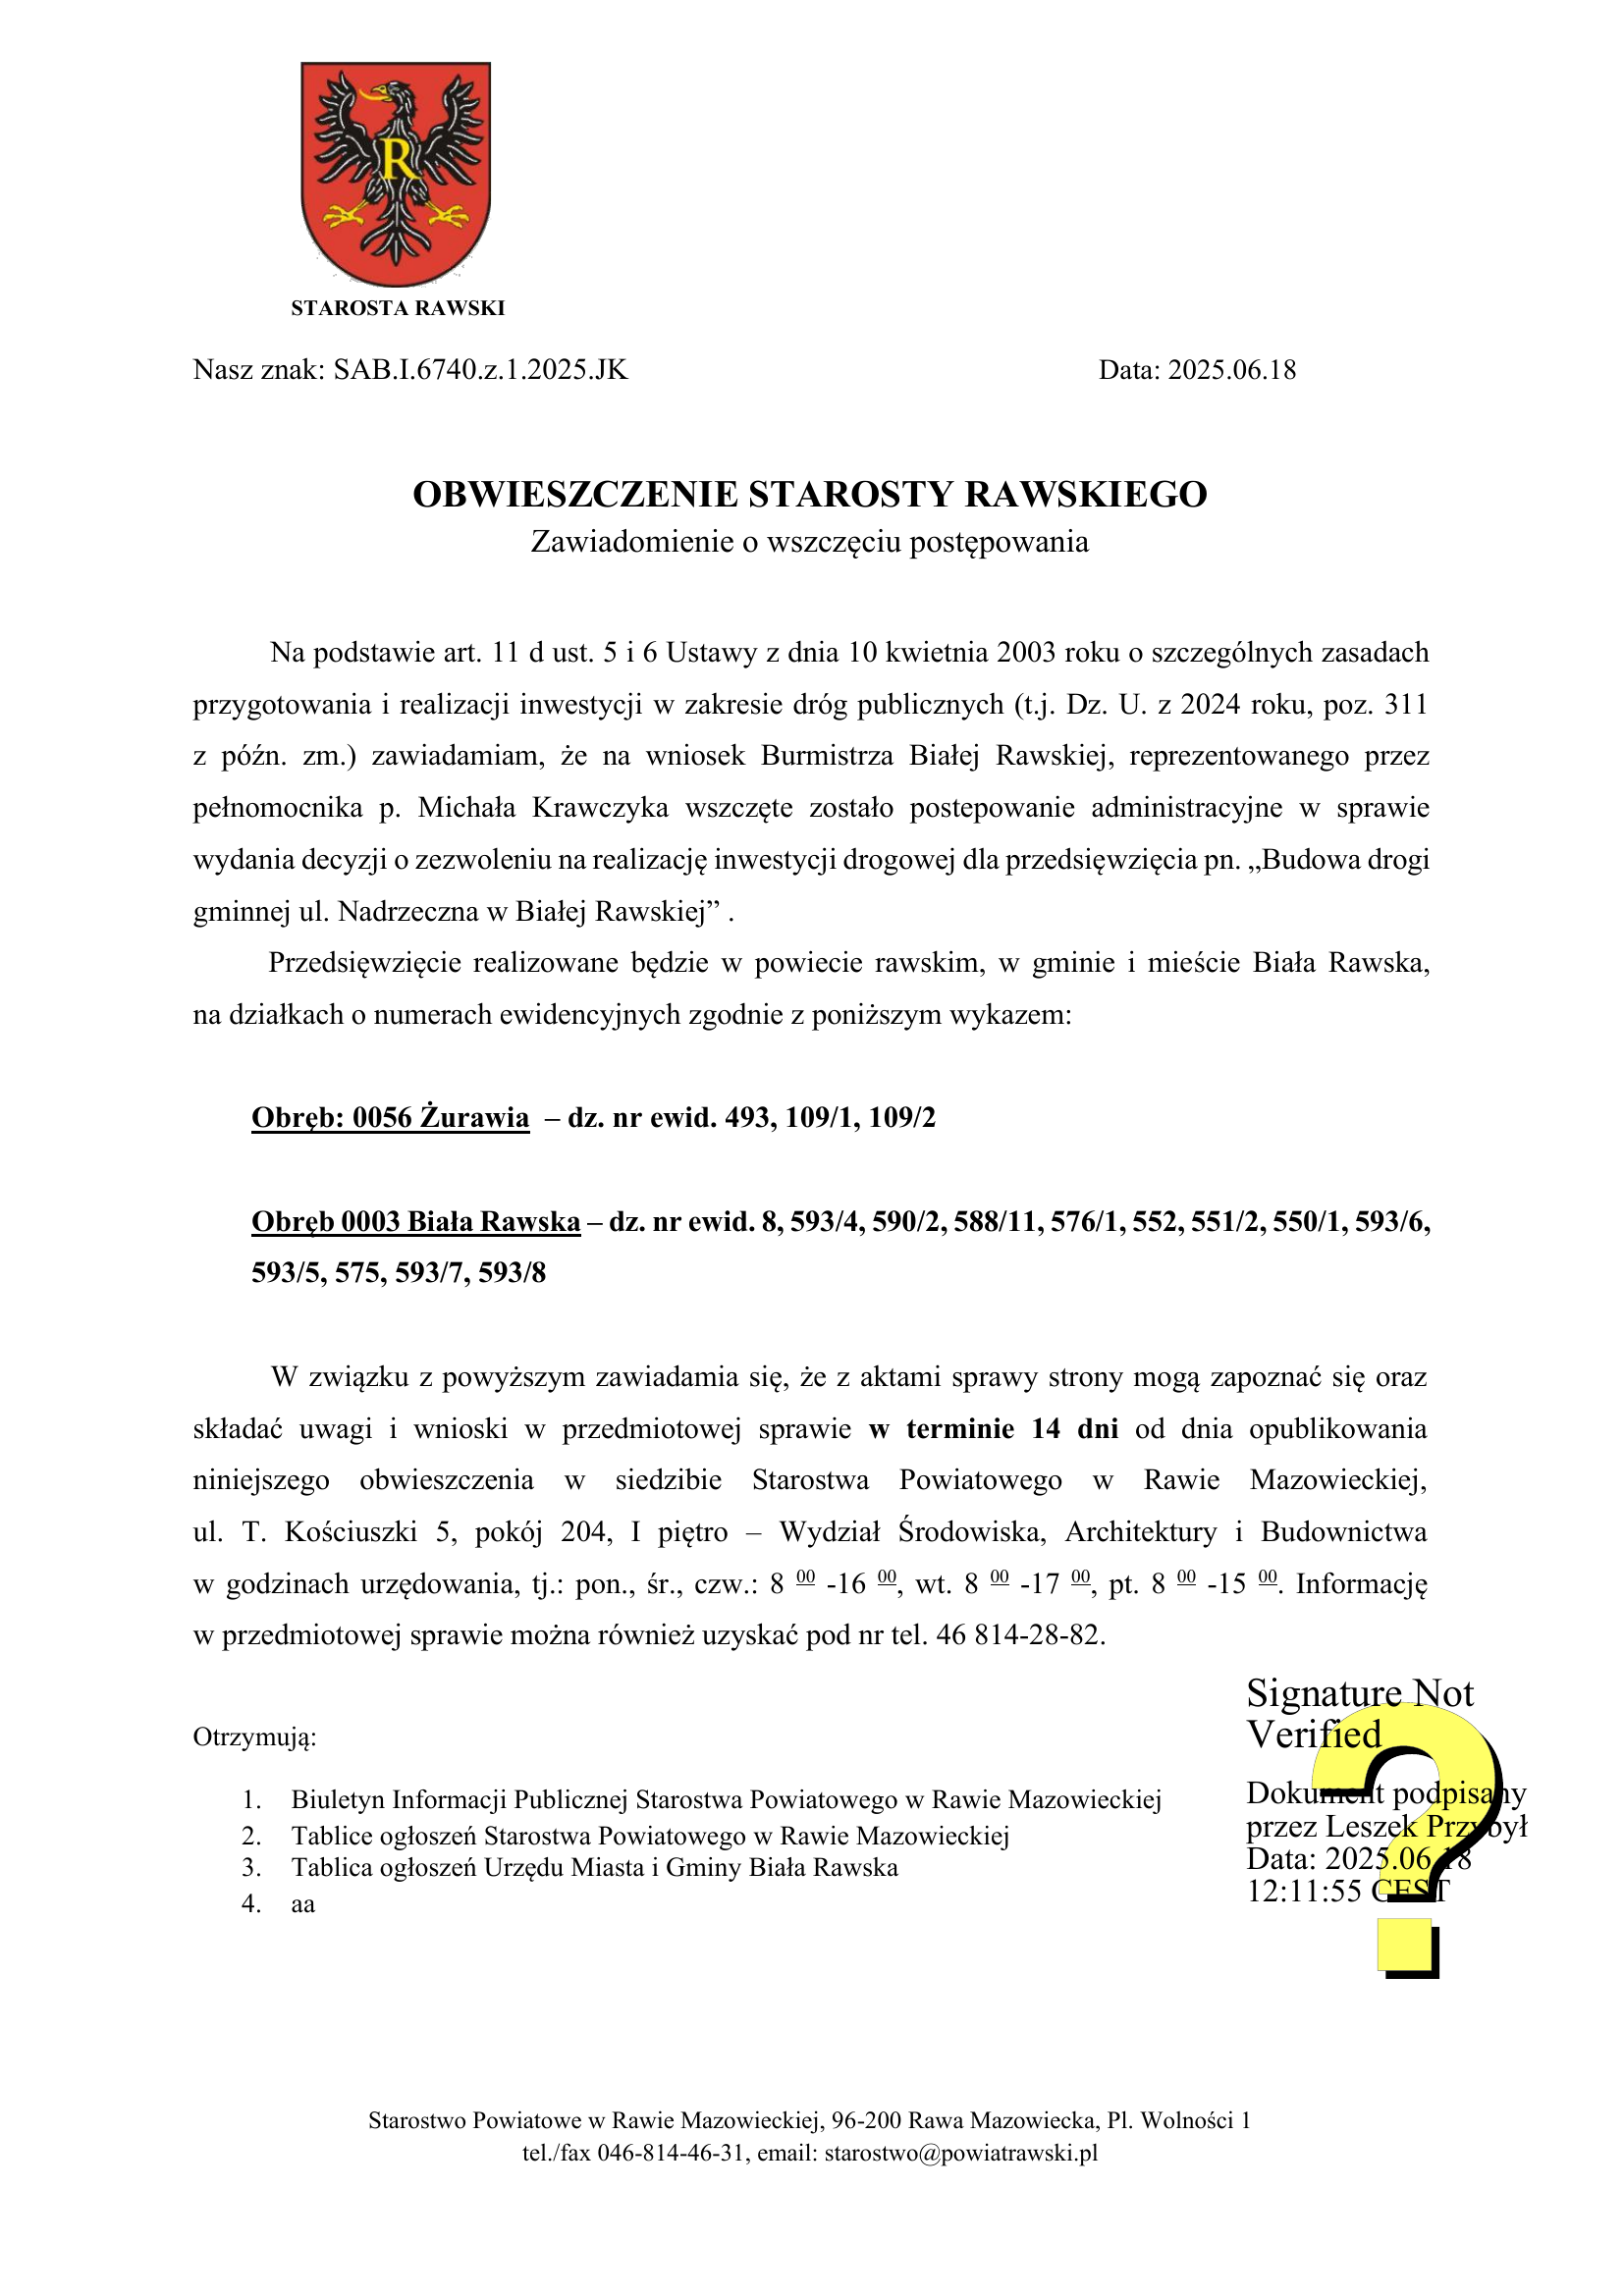 R
STAROSTA RAWSKI
Nasz znak: SAB.I.6740.z.1.2025.JK Data: 2025.06.18
OBWIESZCZENIE STAROSTY RAWSKIEGO
Zawiadomienie o wszczęciu postępowania
Na podstawie art. 11 d ust. 5 i 6 Ustawy z dnia 10 kwietnia 2003 roku o szczególnych zasadach
przygotowania i realizacji inwestycji w zakresie dróg publicznych (t.j. Dz. U. z 2024 roku, poz. 311
z późn. zm.) zawiadamiam, że na wniosek Burmistrza Białej Rawskiej, reprezentowanego przez
pełnomocnika p. Michała Krawczyka wszczęte zostało postepowanie administracyjne w sprawie
wydania decyzji o zezwoleniu na realizację inwestycji drogowej dla przedsięwzięcia pn. „Budowa drogi
gminnej ul. Nadrzeczna w Białej Rawskiej” .
Przedsięwzięcie realizowane będzie w powiecie rawskim, w gminie i mieście Biała Rawska,
na działkach o numerach ewidencyjnych zgodnie z poniższym wykazem:
Obręb: 0056 Żurawia – dz. nr ewid. 493, 109/1, 109/2
Obręb 0003 Biała Rawska – dz. nr ewid. 8, 593/4, 590/2, 588/11, 576/1, 552, 551/2, 550/1, 593/6,
593/5, 575, 593/7, 593/8
W związku z powyższym zawiadamia się, że z aktami sprawy strony mogą zapoznać się oraz
składać uwagi i wnioski w przedmiotowej sprawie w terminie 14 dni od dnia opublikowania
niniejszego obwieszczenia w siedzibie Starostwa Powiatowego w Rawie Mazowieckiej,
ul. T. Kościuszki 5, pokój 204, I piętro – Wydział Środowiska, Architektury i Budownictwa
w godzinach urzędowania, tj.: pon., śr., czw.: 8 00 -16 00, wt. 8 00 -17 00, pt. 8 00 -15 00. Informację
w przedmiotowej sprawie można również uzyskać pod nr tel. 46 814-28-82.
Otrzymują:
1. Biuletyn Informacji Publicznej Starostwa Powiatowego w Rawie Mazowieckiej
2. Tablice ogłoszeń Starostwa Powiatowego w Rawie Mazowieckiej
3. Tablica ogłoszeń Urzędu Miasta i Gminy Biała Rawska
4. aa
Signature Not
Verified
Dokument podpisany
przez Leszek Przybył
Data: 2025.06.18
12:11:55 CEST
Starostwo Powiatowe w Rawie Mazowieckiej, 96-200 Rawa Mazowiecka, Pl. Wolności 1
tel./fax 046-814-46-31, email: starostwo@powiatrawski.pl